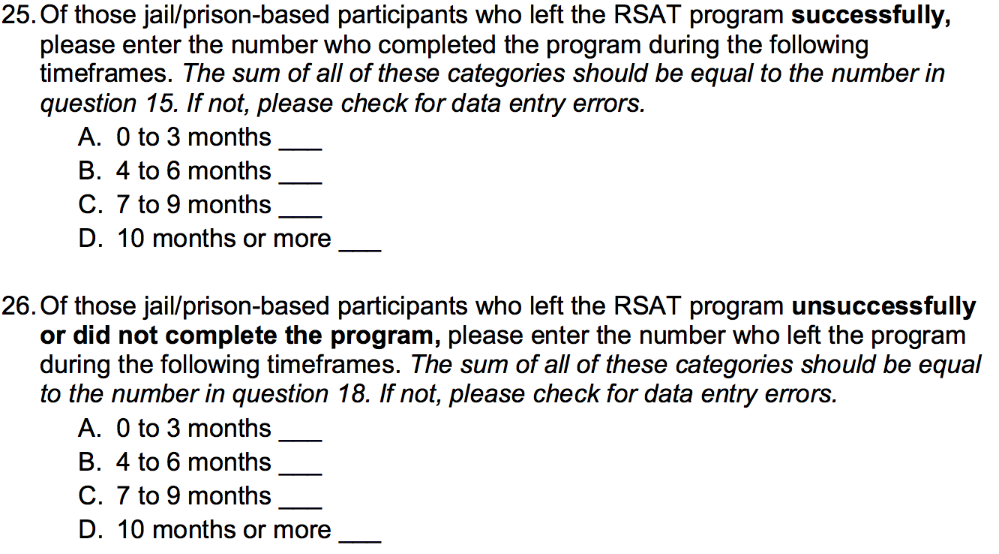 25. Of those jail/prison-based participants who left the RSAT program successfully,
please enter the number who completed the program during the following
timeframes. The sum of all of these categories should be equal to the number in
question 15. If not, please check for data entry errors.
A. 0 to 3 months ___
B. 4 to 6 months ___
C. 7 to 9 months ___
D. 10 months or more ___
26. Of those jail/prison-based participants who left the RSAT program unsuccessfully
or did not complete the program, please enter the number who left the program
during the following timeframes. The sum of all of these categories should be equal
to the number in question 18. If not, please check for data entry errors.
A. 0 to 3 months ___
B. 4 to 6 months ___
C. 7 to 9 months ___
D. 10 months or more ___